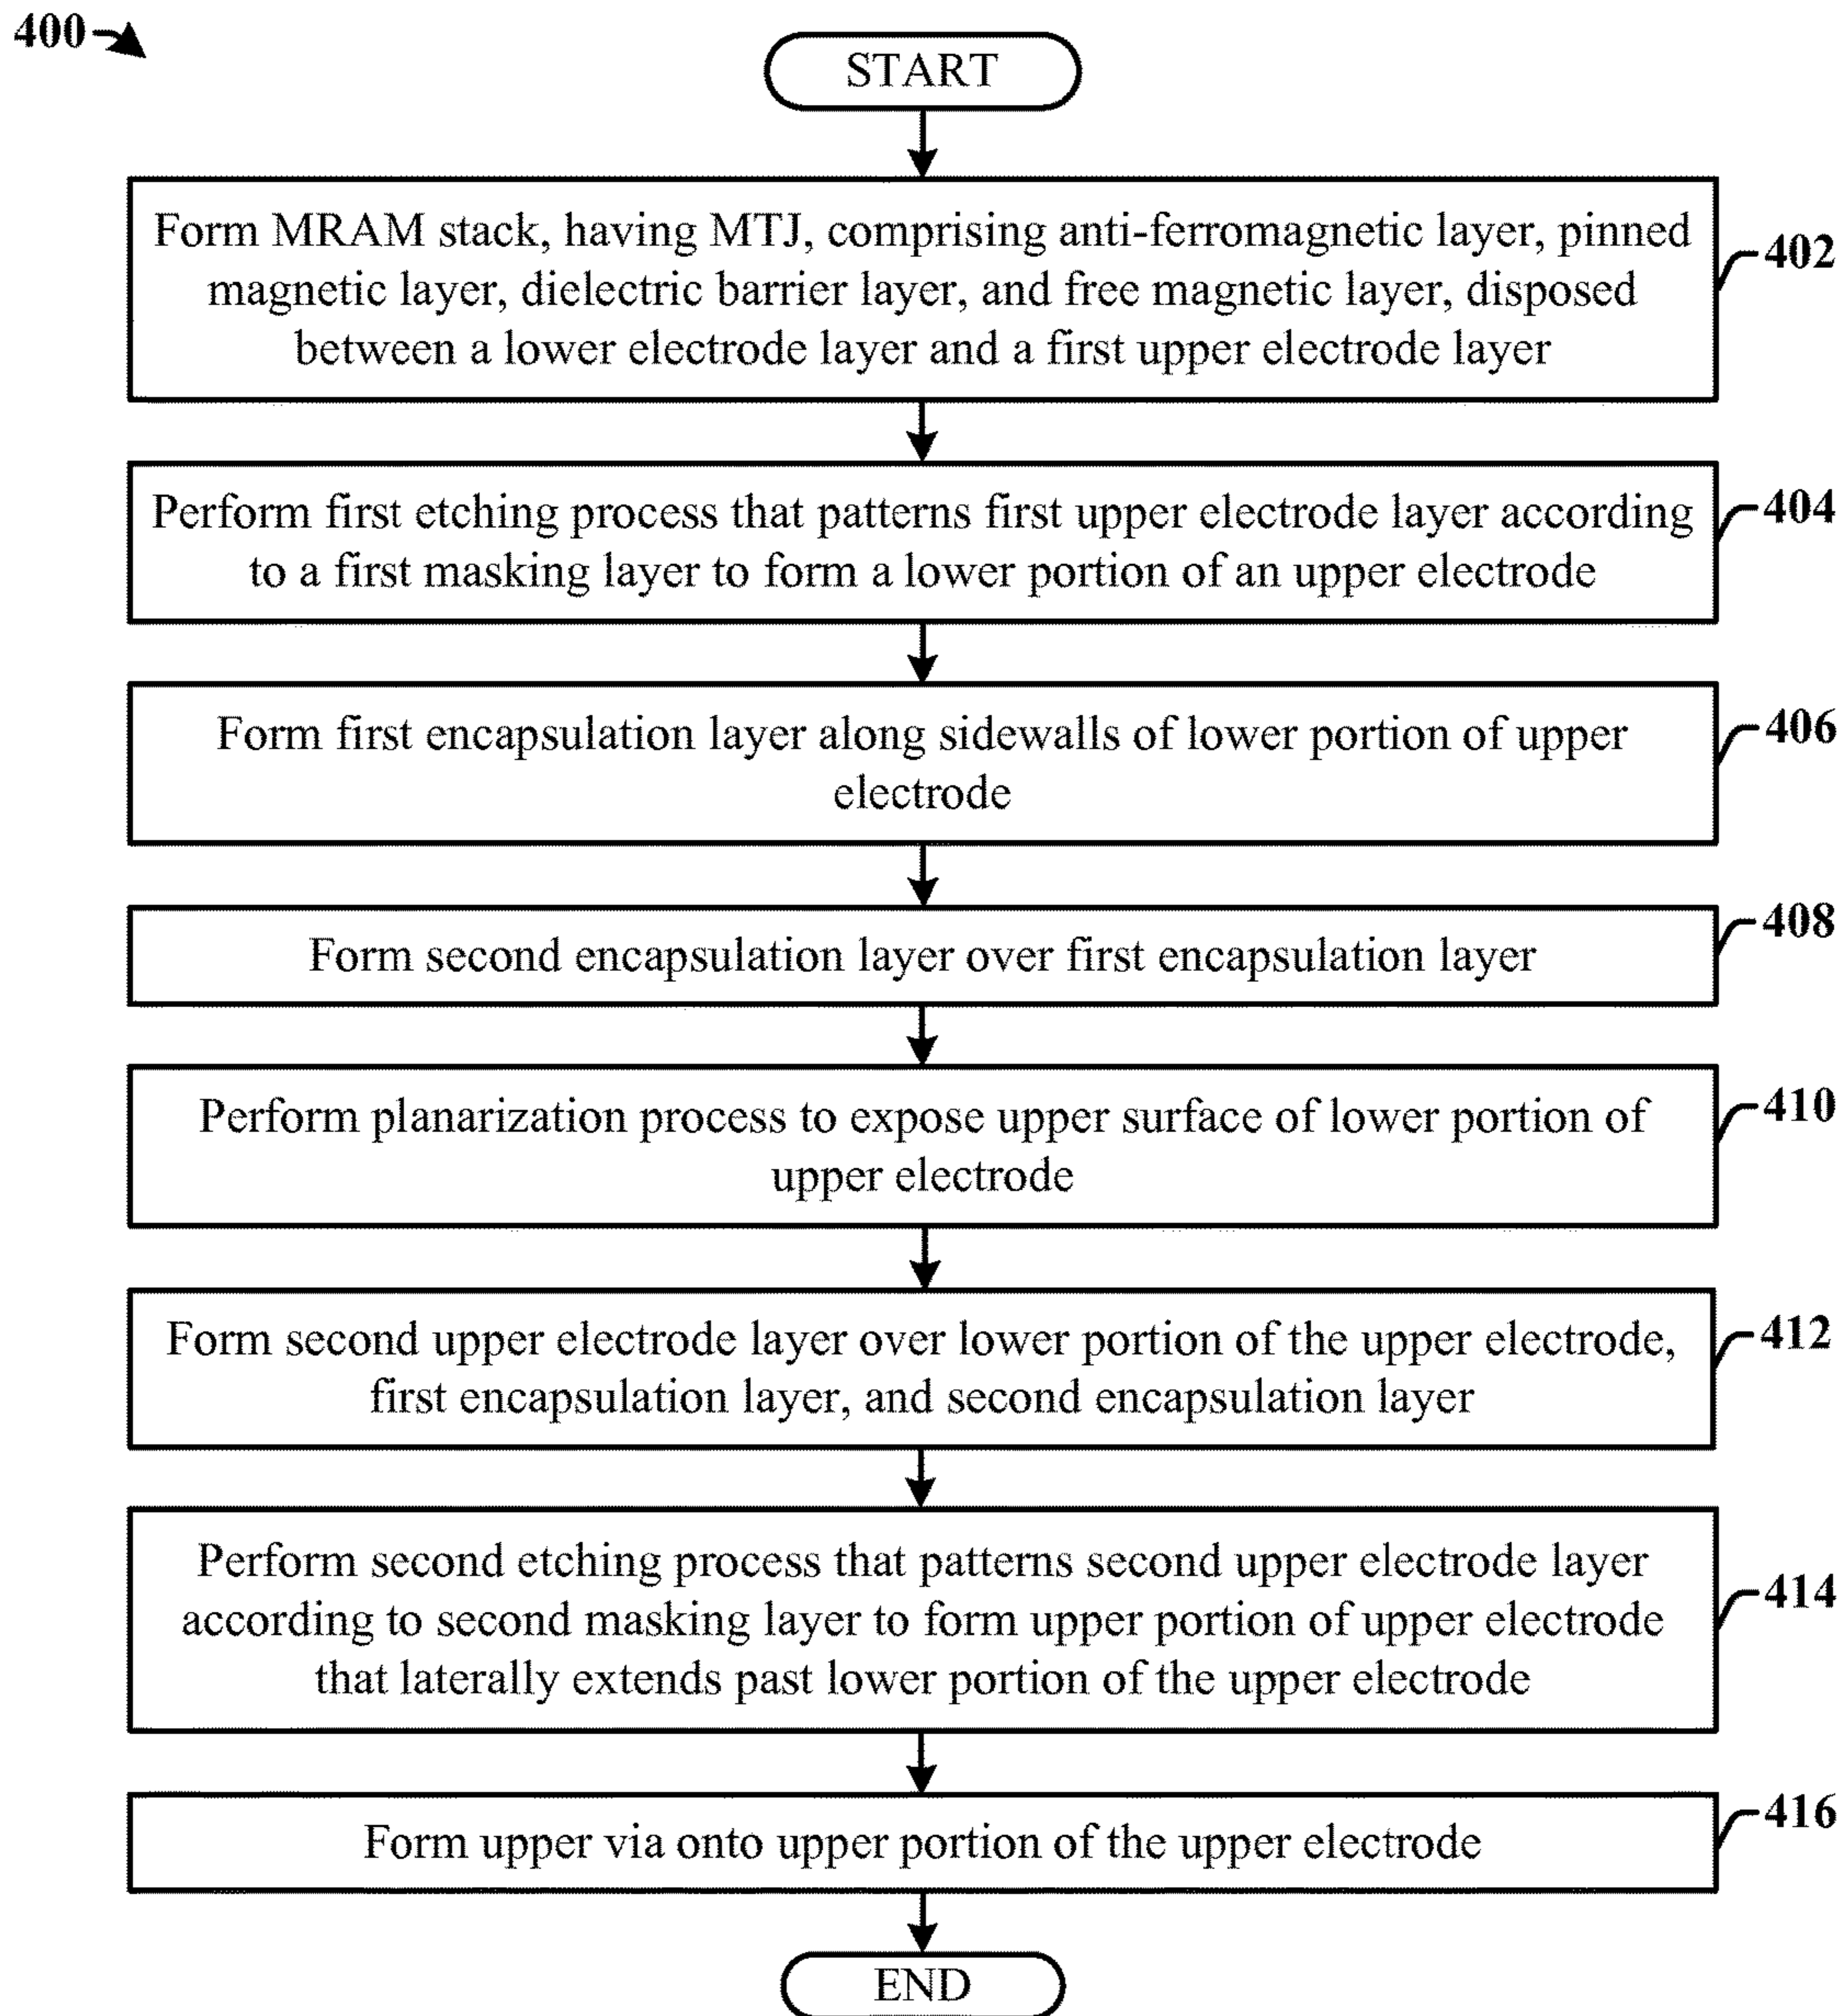 400
START
Form MRAM stack, having MTJ, comprising anti-ferromagnetic layer, pinned
magnetic layer, dielectric barrier layer, and free magnetic layer, disposed
between a lower electrode layer and a first upper electrode layer
402
Perform first etching process that patterns first upper electrode layer according
to a first masking layer to form a lower portion of an upper electrode
404
Form first encapsulation layer along sidewalls of lower portion of upper
electrode
406
Form second encapsulation layer over first encapsulation layer
408
Perform planarization process to expose upper surface of lower portion of
upper electrode
410
Form second upper electrode layer over lower portion of the upper electrode,
first encapsulation layer, and second encapsulation layer
412
Perform second etching process that patterns second upper electrode layer
according to second masking layer to form upper portion of upper electrode
that laterally extends past lower portion of the upper electrode
414
Form upper via onto upper portion of the upper electrode
416
END